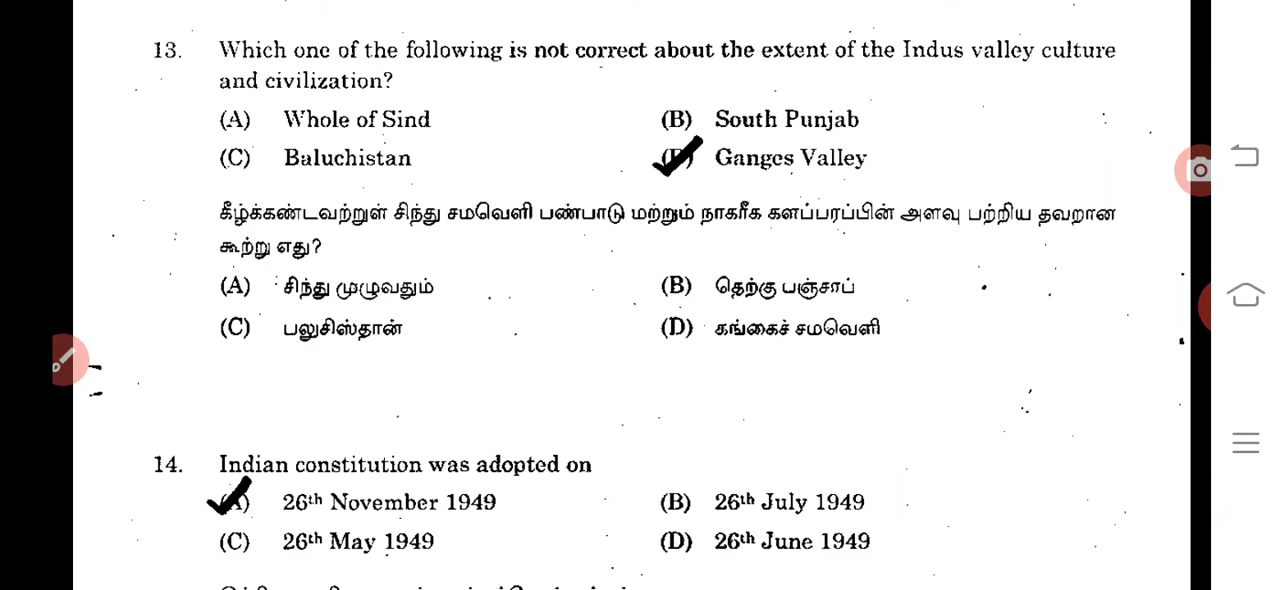 13. Which one of the following is not correct about the extent of the Indus valley culture
and civilization?
(A) Whole of Sind (B) South Punjab
(C) Baluchistan Ganges Valley
கீழ்க்கண்டவற்றுள் சிந்து சமவெளி பண்பாடு மற்றும் நாகரீக களப்பரப்பின் அளவு பற்றிய தவறான
கூற்று எது?
(A) சிந்து முழுவதும் (B) தெற்கு பஞ்சாப்
(C) பலுசிஸ்தான் (D) கங்கைச் சமவெளி
14. Indian constitution was adopted on
(A) 26th November 1949 (B) 26th July 1949
(C) 26th May 1949 (D) 26th June 1949